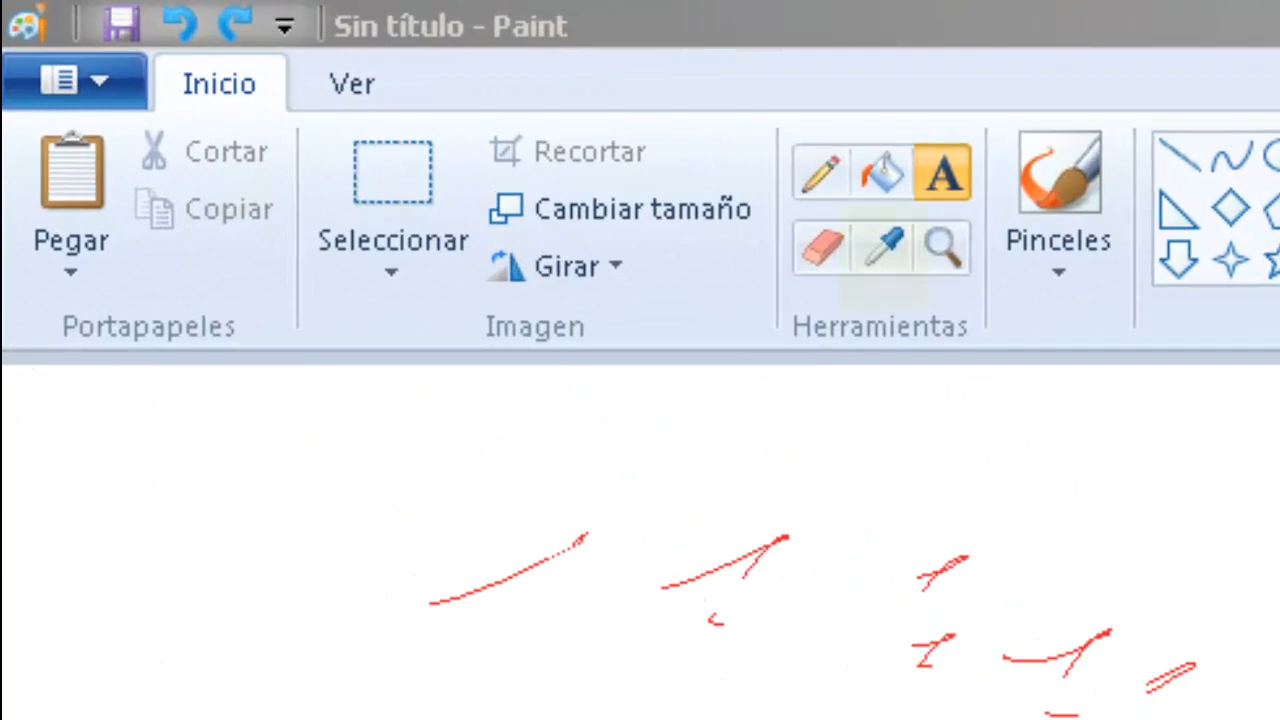 Sin título - Paint
Inicio Ver
Pegar
Cortar
Copiar
Portapapeles
Seleccionar
Recortar
Cambiar tamaño
Girar
Imagen
A
Herramientas
Pinceles